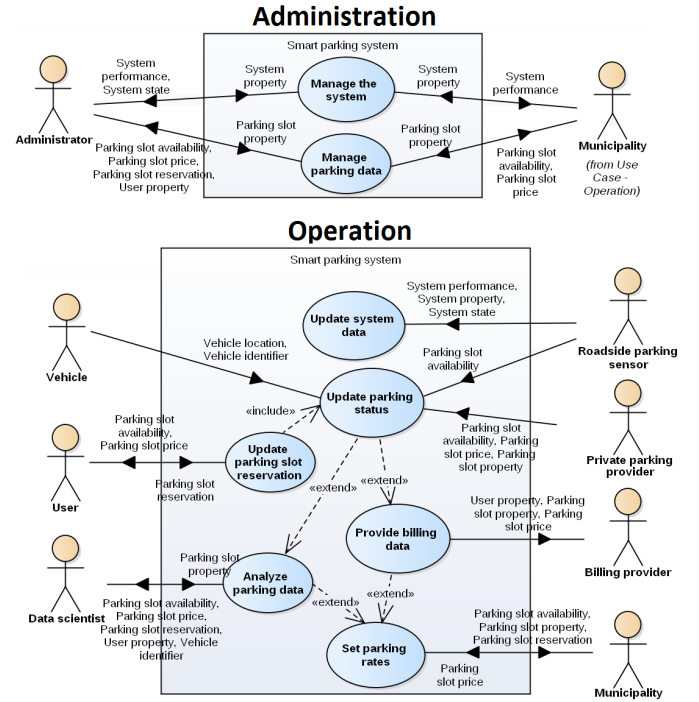 Administration
Smart parking system
System
performance,
System state
System
property
Manage the
system
System
property
System
performance
Administrator
Parking slot availability,
Parking slot price,
Parking slot reservation,
User property
Parking slot
property
Manage
parking data
Parking slot
property
Parking slot
availability,
Parking slot
price
Municipality
(from Use
Case -
Operation)
Operation
Smart parking system
System performance,
System property,
System state
Update system
data
Vehicle
Vehicle location,
Vehicle identifier
Parking slot
availability
Roadside parking
sensor
Update parking
status
«include»
Parking slot
availability,
Parking slot price
Update
parking slot
reservation
Parking slot
reservation
User
Parking slot
availability, Parking
slot price, Parking
slot property
Private parking
provider
«extend»
«extend»
User property, Parking
slot property, Parking
slot price
Provide billing
data
Billing provider
Parking slot
property
Analyze
parking data
Data scientist
Parking slot availability,
Parking slot price,
Parking slot reservation,
User property, Vehicle
identifier
«extend»
«extend»
Parking slot availability,
Parking slot property,
Parking slot reservation
Set parking
rates
Parking
slot price
Municipality